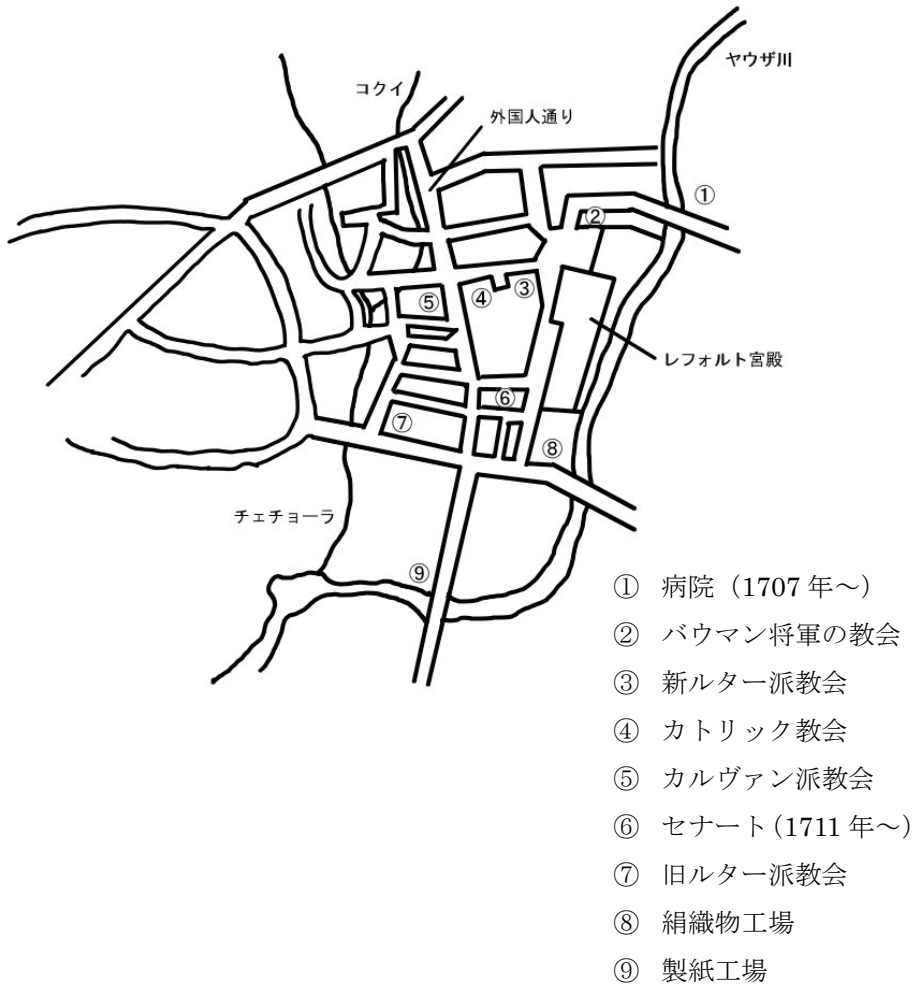 ヤウザ川
コクイ
外国人通り
①
②
③
④
⑤
レフォルト宮殿
⑥
⑦
⑧
チェチョーラ
⑨
① 病院（1707 年～）
② バウマン将軍の教会
③ 新ルター派教会
④ カトリック教会
⑤ カルヴァン派教会
⑥ セナート（1711 年～）
⑦ 旧ルター派教会
⑧ 絹織物工場
⑨ 製紙工場